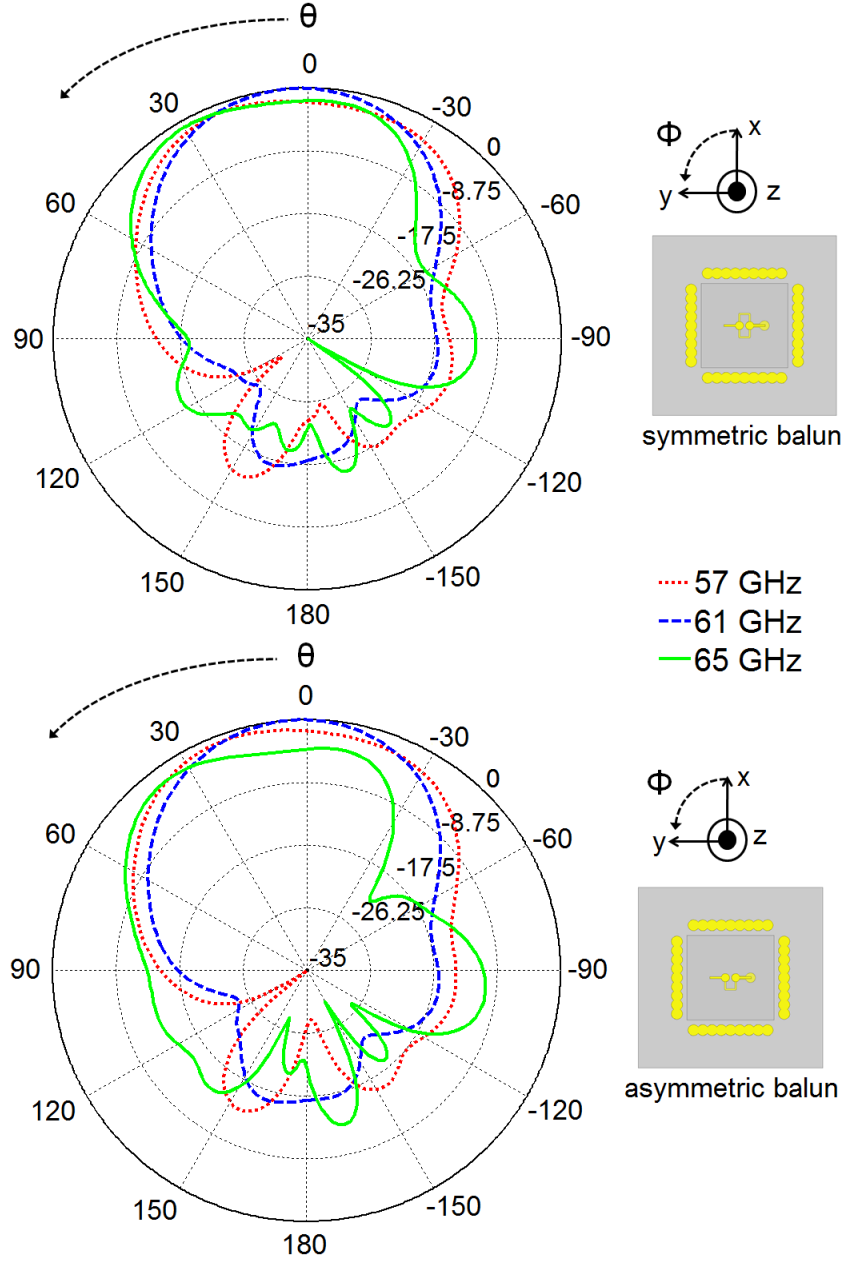 θ
0
30
-30
0
Φ
x
y
z
-8.75
60
-60
-17.5
-26.25
-35
90
-90
symmetric balun
120
-120
150
-150
180
57 GHz
61 GHz
65 GHz
θ
0
30
-30
0
Φ
x
y
z
-8.75
60
-60
-17.5
-26.25
-35
90
-90
asymmetric balun
120
-120
150
-150
180